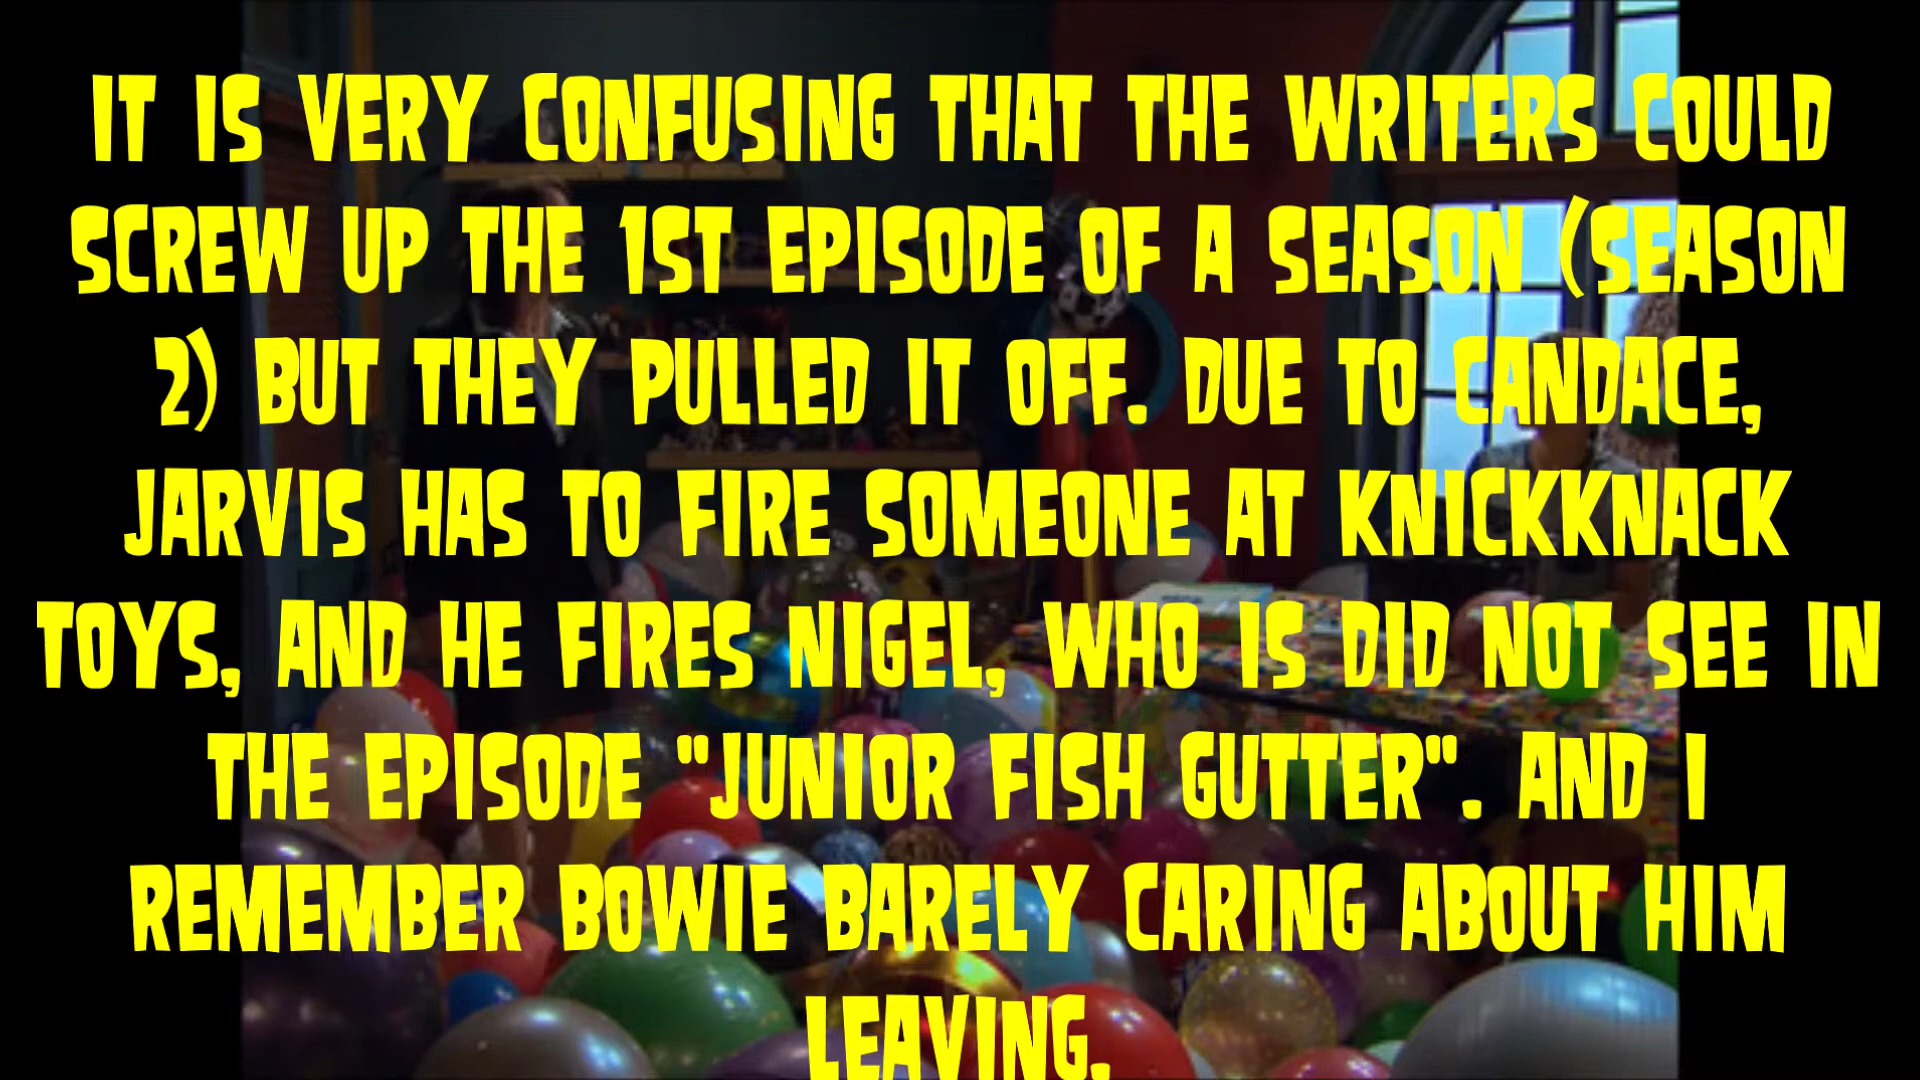 IT IS VERY CONFUSING THAT THE WRITERS COULD
SCREW UP THE 1ST EPISODE OF A SEASON (SEASON
2) BUT THEY PULLED IT OFF. DUE TO CANDACE,
JARVIS HAS TO FIRE SOMEONE AT KNICKKNACK
TOYS, AND HE FIRES NIGEL, WHO IS DID NOT SEE IN
THE EPISODE "JUNIOR FISH GUTTER". AND I
REMEMBER BOWIE BARELY CARING ABOUT HIM
LEAVING.